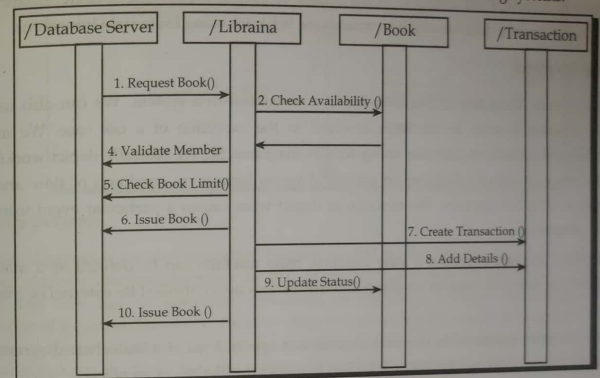 /Database Server
/Libraina
/Book
/Transaction
1. Request Book()
2. Check Availability ()
4. Validate Member
5. Check Book Limit()
6. Issue Book ()
7. Create Transaction ()
8. Add Details ()
9. Update Status()
10. Issue Book ()